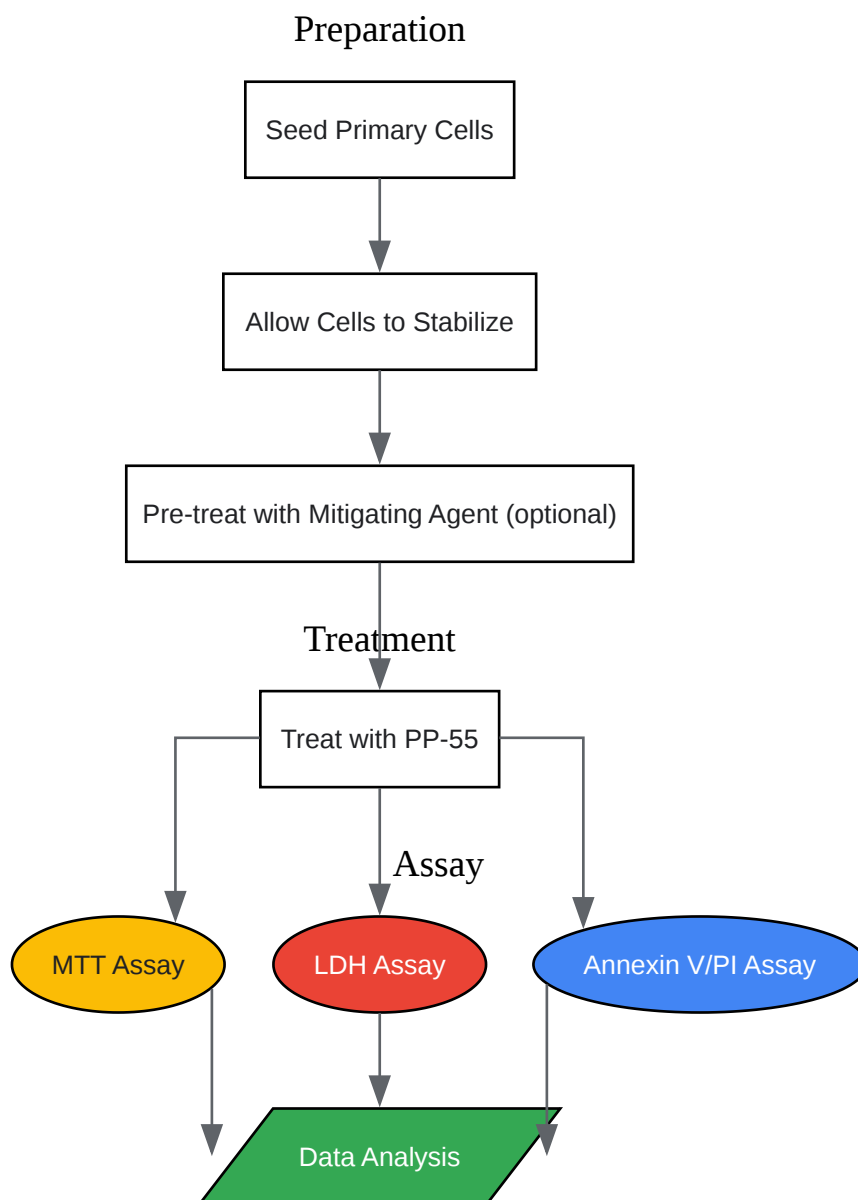 Preparation
Seed Primary Cells
Allow Cells to Stabilize
Pre-treat with Mitigating Agent (optional)
Treatment
Treat with PP-55
Assay
MTT Assay
LDH Assay
Annexin V/PI Assay
Data Analysis